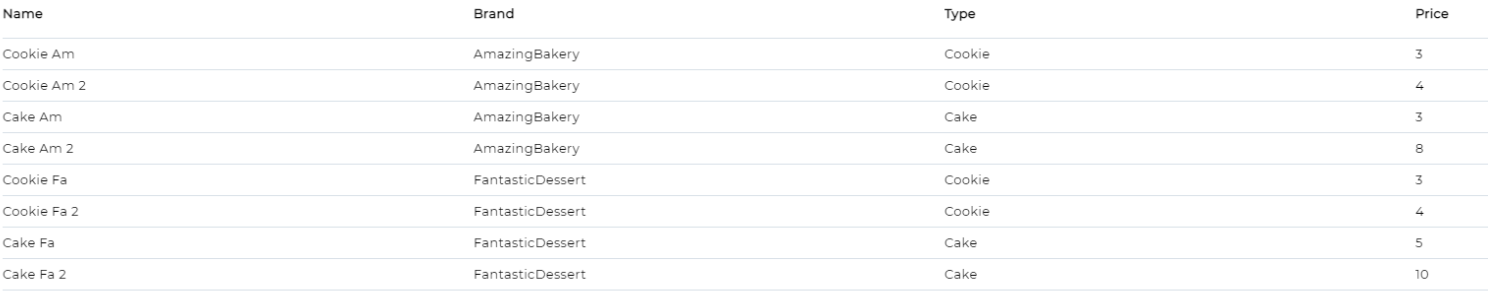 Name Brand Type Price
Cookie Am AmazingBakery Cookie 3
Cookie Am 2 AmazingBakery Cookie 4
Cake Am AmazingBakery Cake 3
Cake Am 2 AmazingBakery Cake 8
Cookie Fa FantasticDessert Cookie 3
Cookie Fa 2 FantasticDessert Cookie 4
Cake Fa FantasticDessert Cake 5
Cake Fa 2 FantasticDessert Cake 10